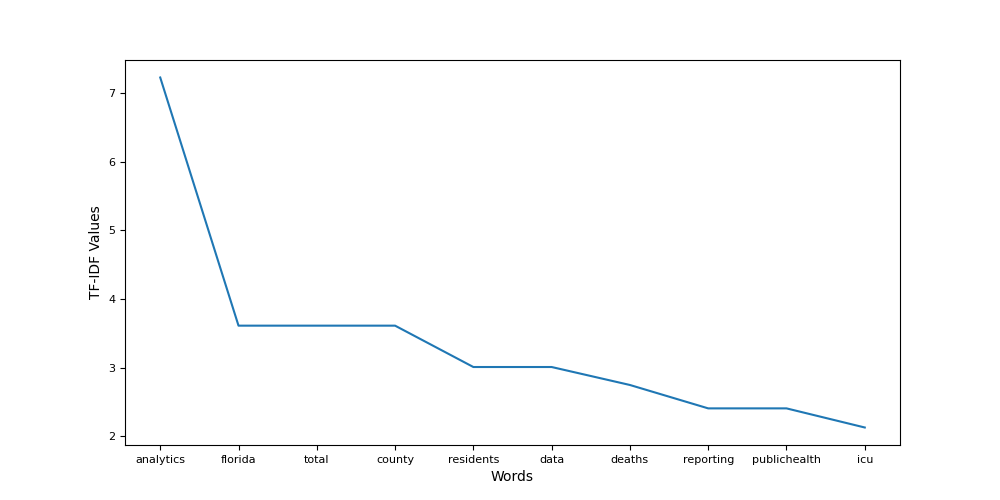 7
6
5
4
3
2
TF-IDF Values
analytics florida total county residents data deaths reporting publichealth icu
Words